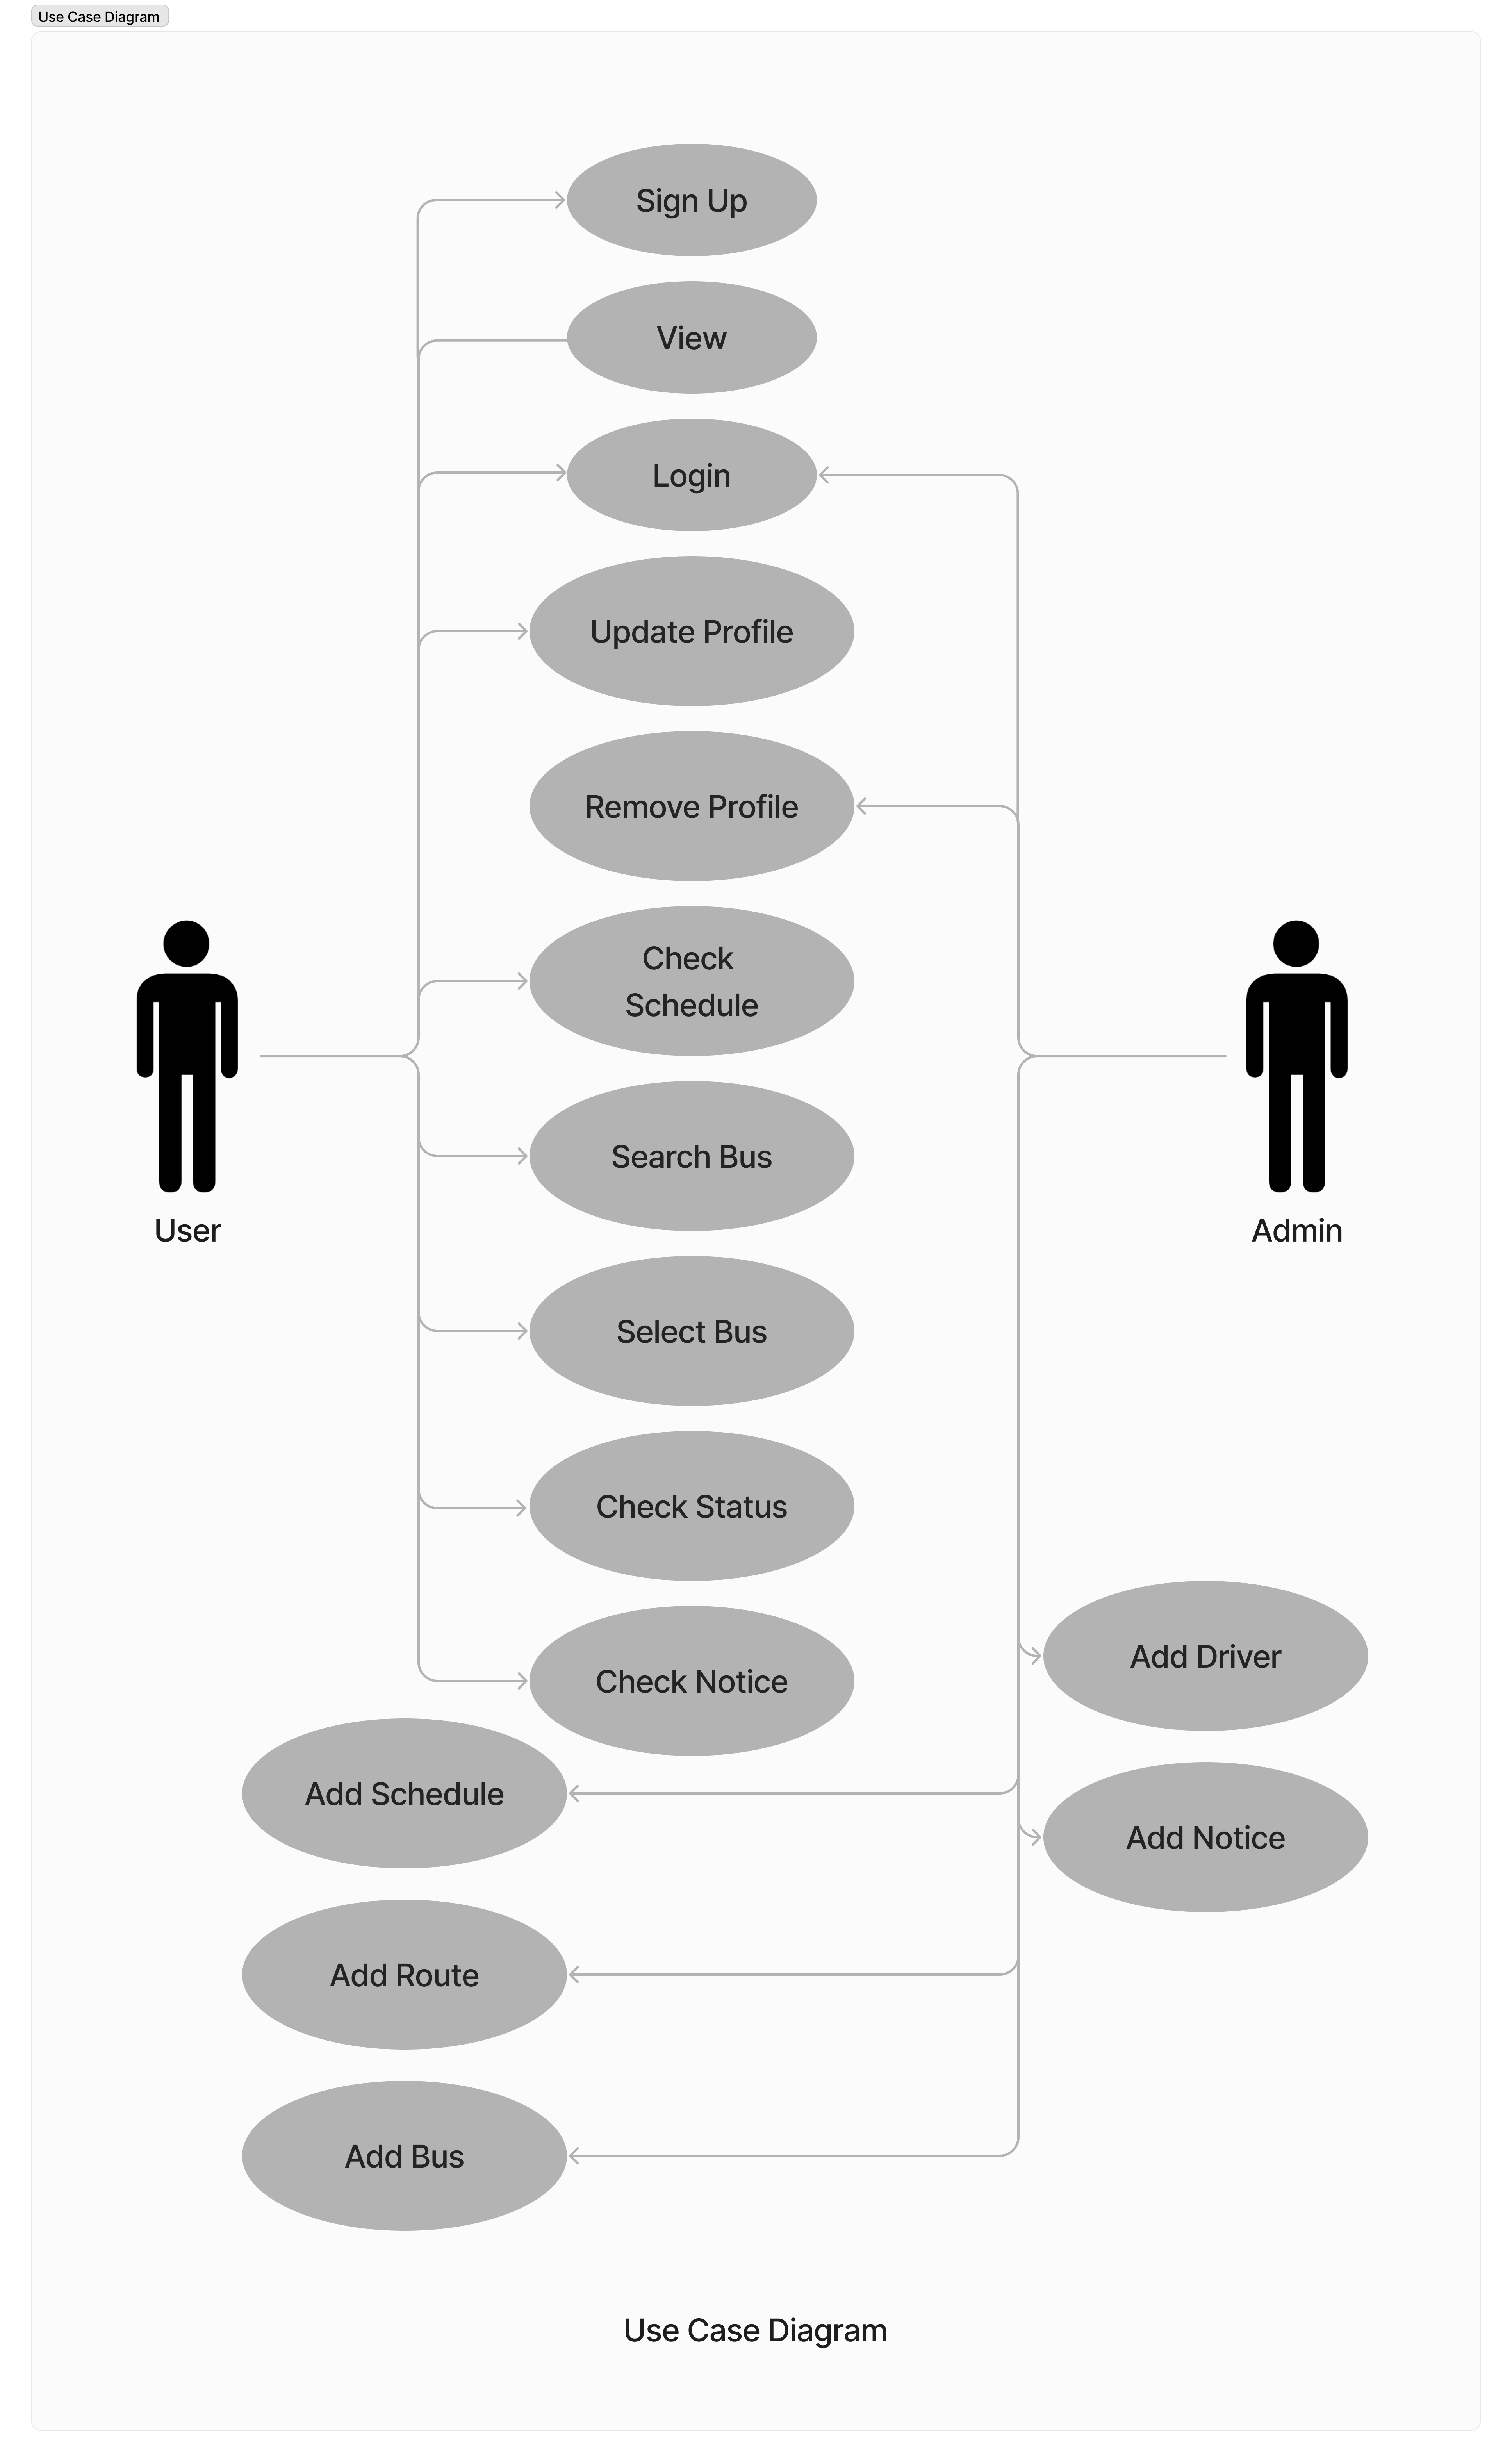 Use Case Diagram
Sign Up
View
Login
Update Profile
Remove Profile
Check
Schedule
Search Bus
User
Admin
Select Bus
Check Status
Add Driver
Check Notice
Add Schedule
Add Notice
Add Route
Add Bus
Use Case Diagram